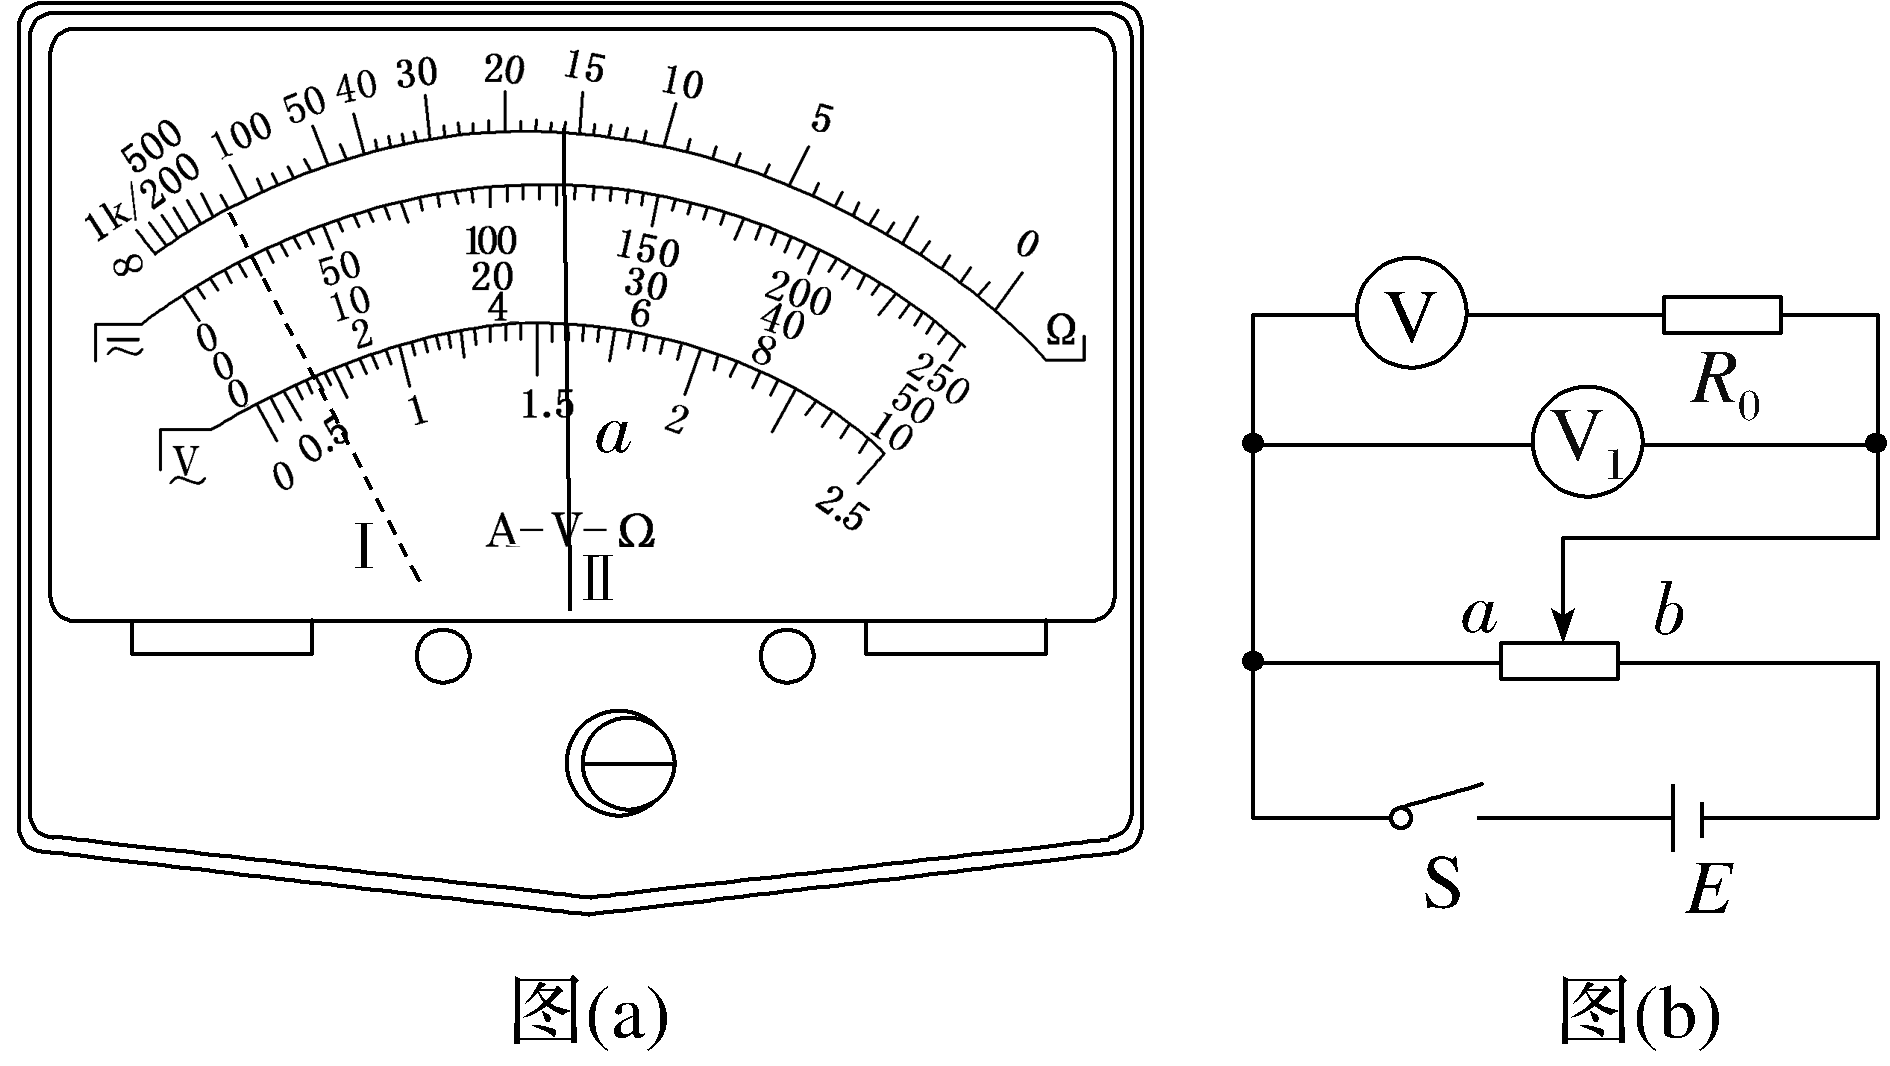 500
1k/200 100 50 40 30 20 15 10 5 0
∞ Ω
0 50 100 150 200 250
0 10 20 30 40 50
0 2 4 6 8 10
V
0 0.5 1 1.5 2 2.5
a
A-V-Ω
I II
图(a)
V
R0
V1
a b
S E
图(b)